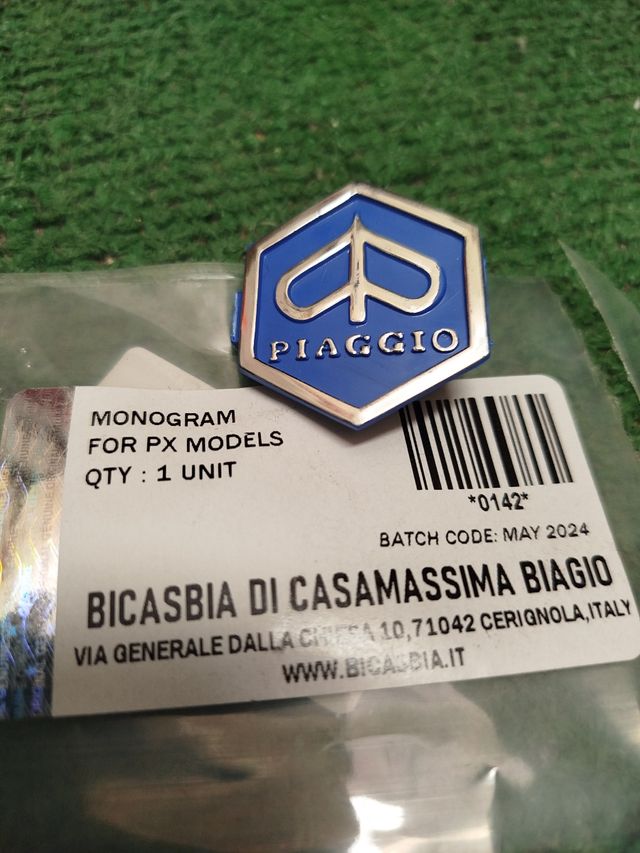 PIAGGIO
MONOGRAM
FOR PX MODELS
QTY : 1 UNIT
*0142*
BATCH CODE: MAY 2024
BICASBIA DI CASAMASSIMA BIAGIO
VIA GENERALE DALLA CHIESA 10,71042 CERIGNOLA,ITALY
WWW.BICASBIA.IT